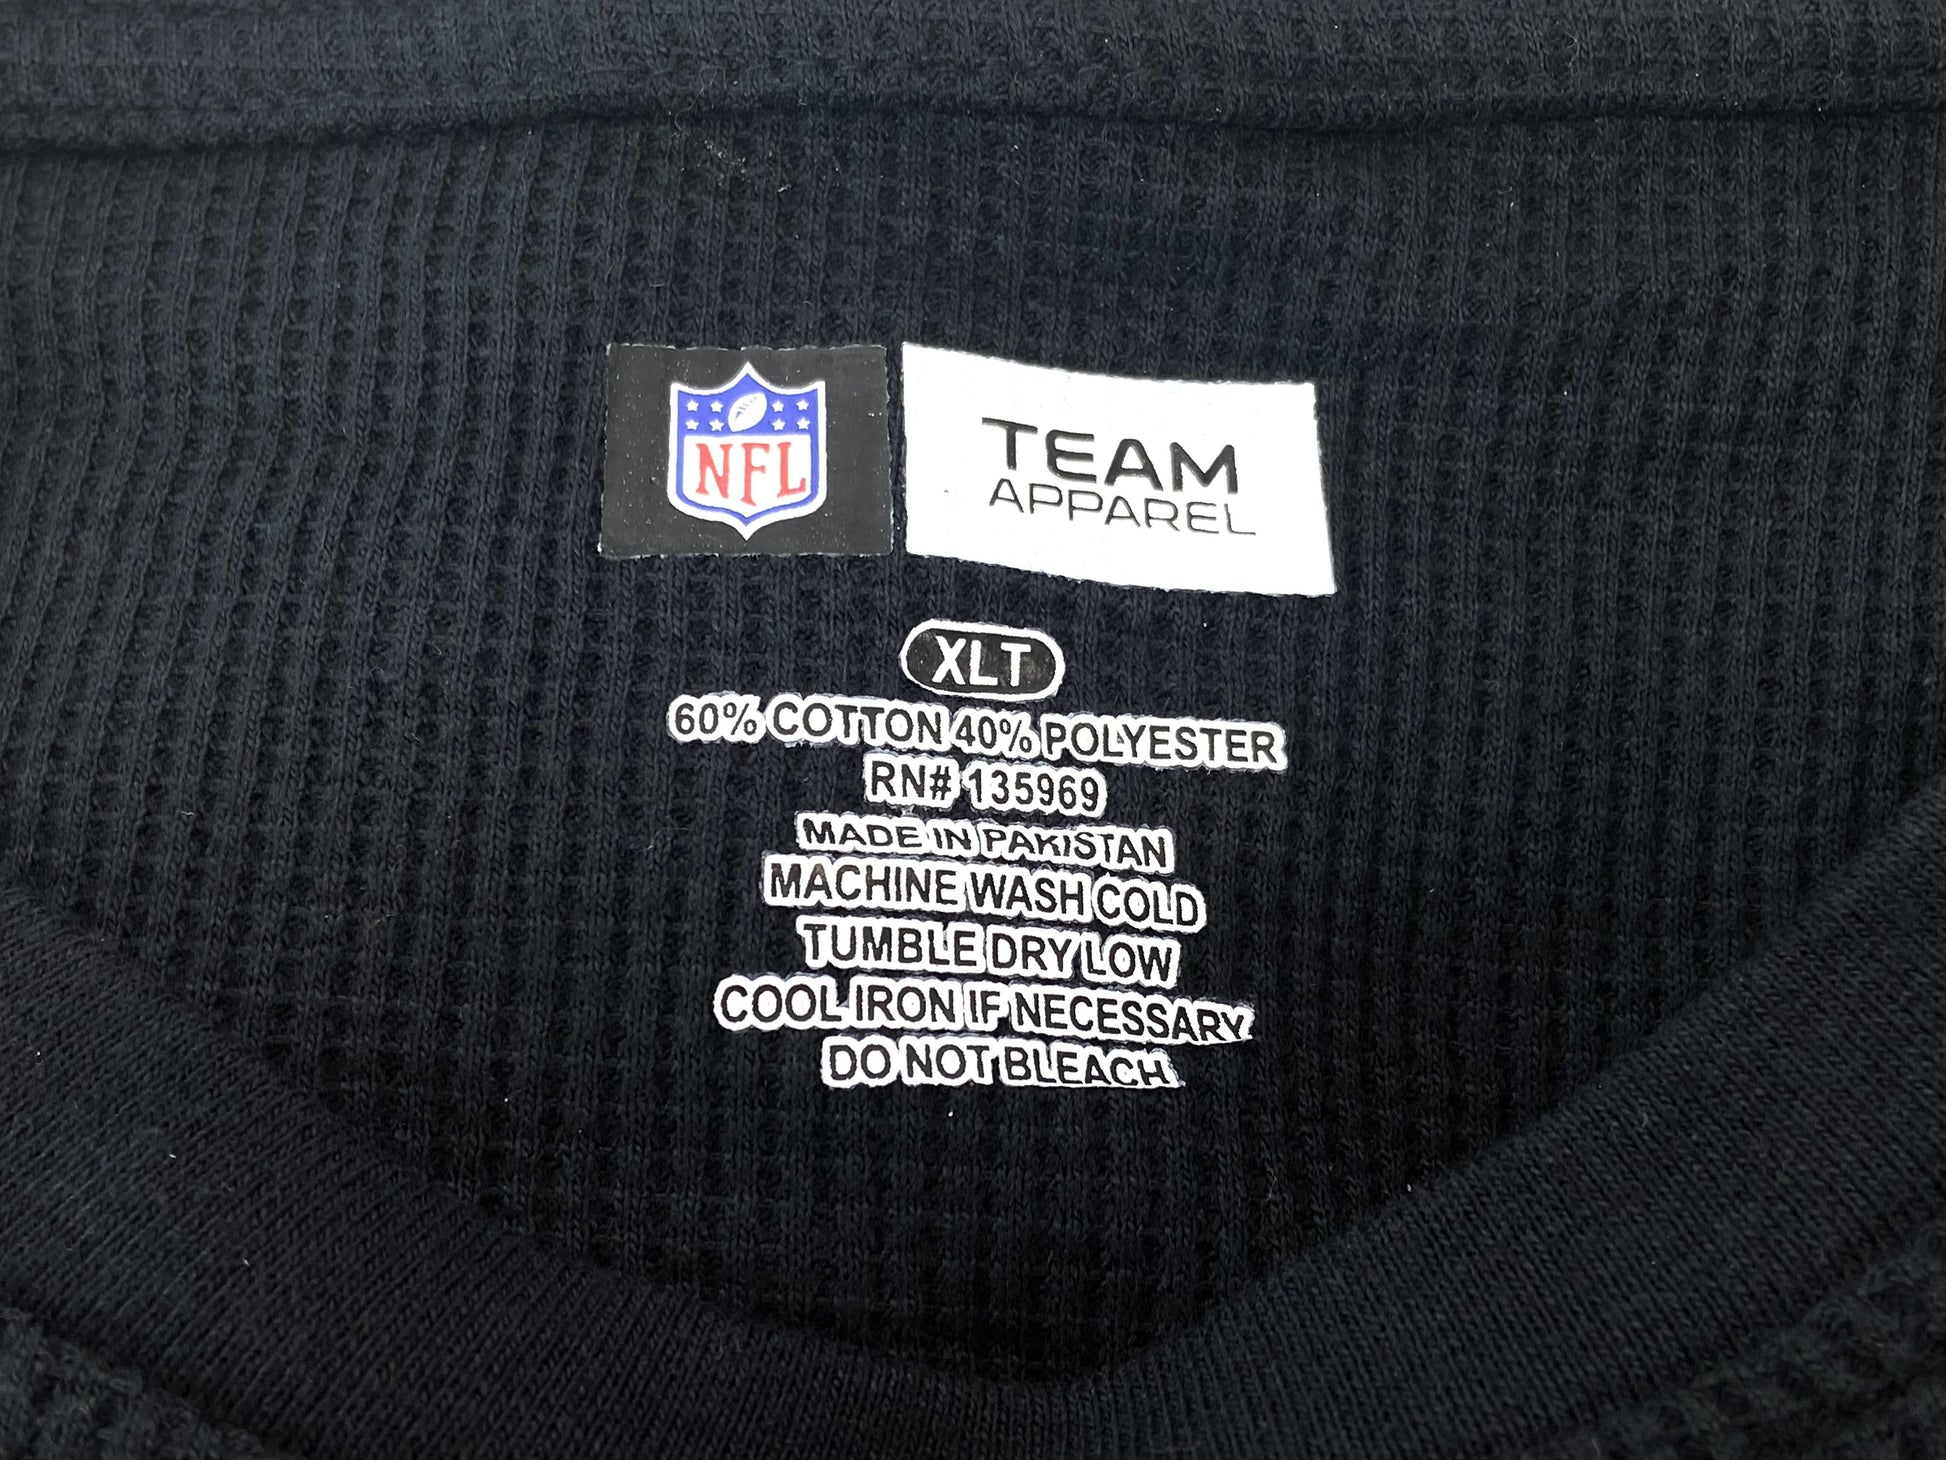 NFL
TEAM
APPAREL
XLT
60% COTTON 40% POLYESTER
RN# 135969
MADE IN PAKISTAN
MACHINE WASH COLD
TUMBLE DRY LOW
COOL IRON IF NECESSARY
DO NOT BLEACH